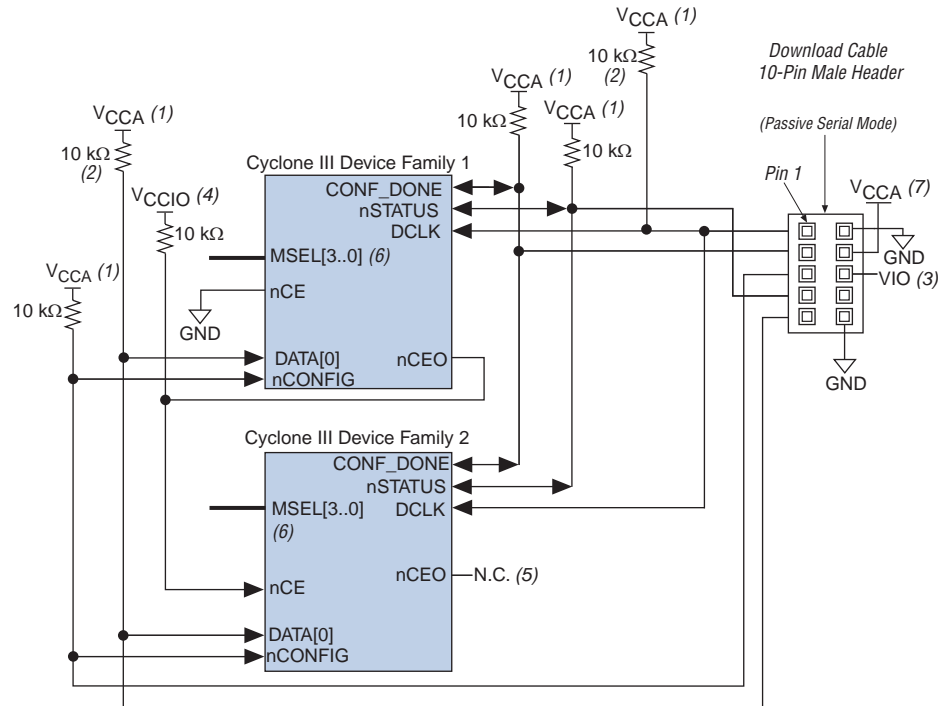 VCCA (1)
10 kΩ
(2)
Download Cable
10-Pin Male Header
(Passive Serial Mode)
Pin 1
VCCA (7)
VCCA (1)
10 kΩ
VCCA (1)
10 kΩ
VCCA (1)
10 kΩ
(2)
VCCIO (4)
10 kΩ
VCCA (1)
10 kΩ
Cyclone III Device Family 1
CONF_DONE
nSTATUS
DCLK
MSEL[3..0] (6)
nCE
GND
DATA[0]
nCEO
nCONFIG
GND
VIO (3)
GND
Cyclone III Device Family 2
CONF_DONE
nSTATUS
MSEL[3..0]
DCLK
(6)
nCEO
N.C. (5)
nCE
DATA[0]
nCONFIG